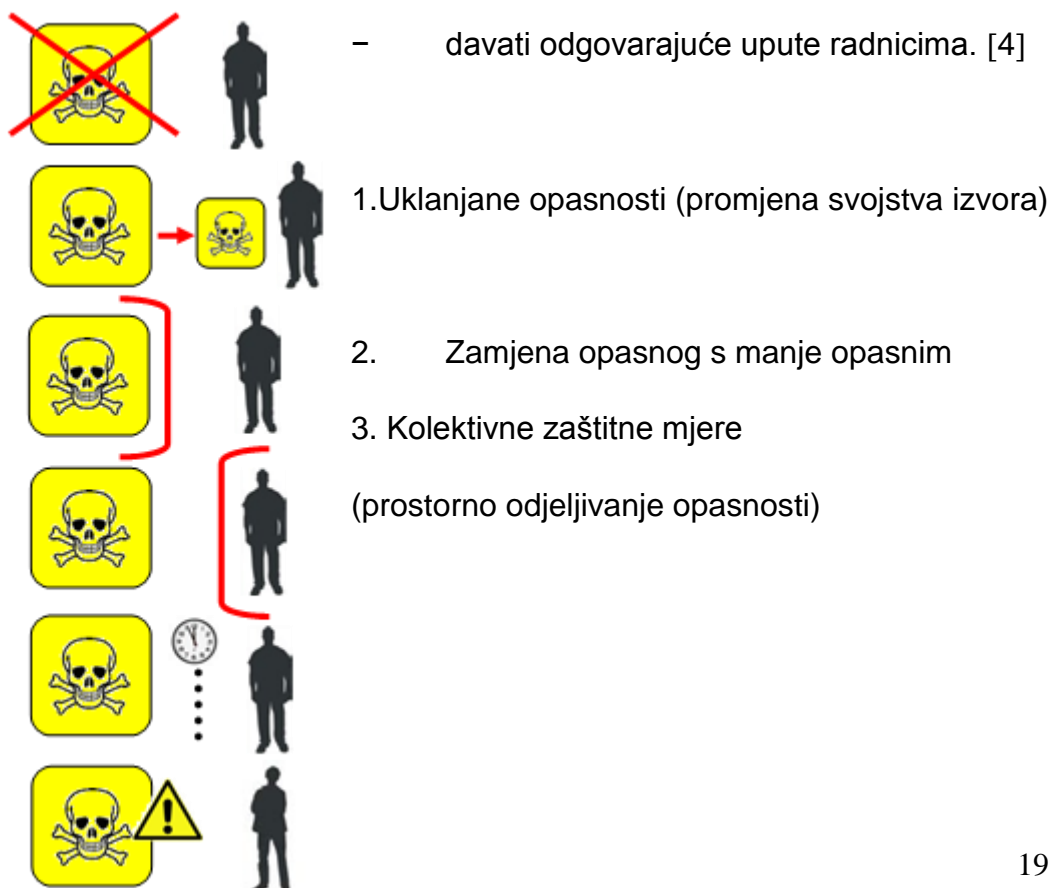 − davati odgovarajuće upute radnicima. [4]
1.Uklanjane opasnosti (promjena svojstva izvora)
2. Zamjena opasnog s manje opasnim
3. Kolektivne zaštitne mjere
(prostorno odjeljivanje opasnosti)
19